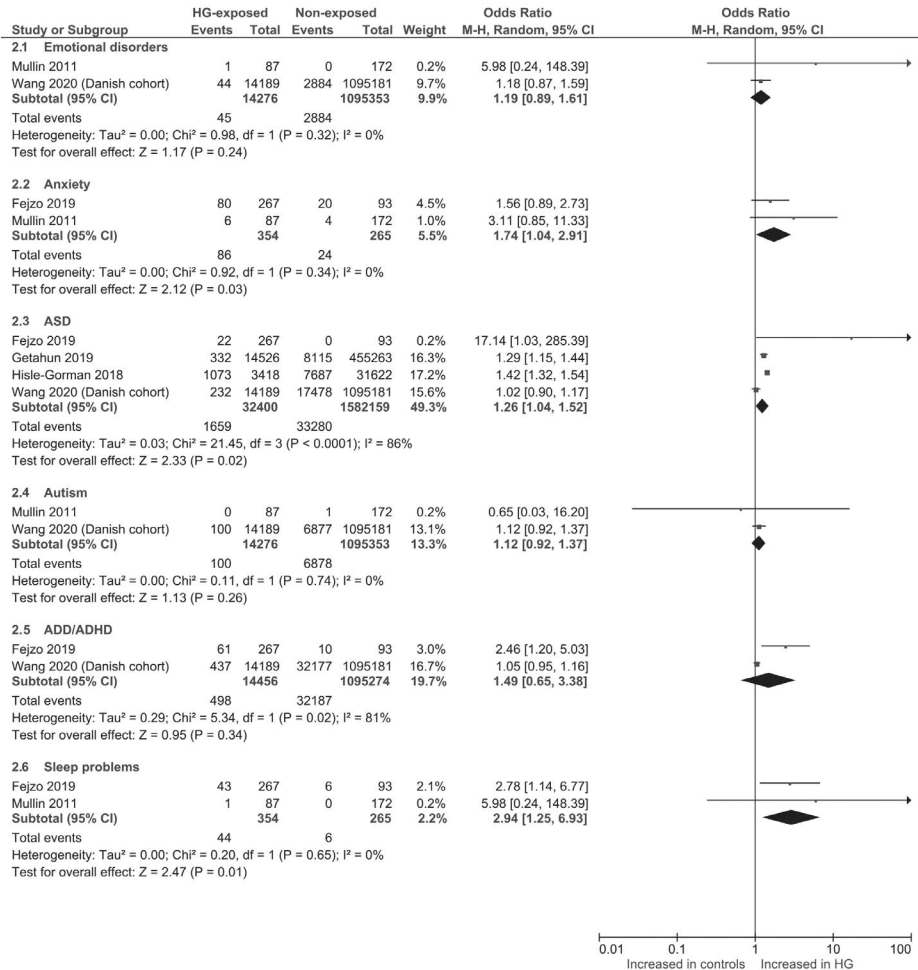 HG-exposed Non-exposed Odds Ratio Odds Ratio
Study or Subgroup Events Total Events Total Weight M-H, Random, 95% CI M-H, Random, 95% CI
2.1 Emotional disorders
Mullin 2011 1 87 0 172 0.2% 5.98 [0.24, 148.39]
Wang 2020 (Danish cohort) 44 14189 2884 1095181 9.7% 1.18 [0.87, 1.59]
Subtotal (95% CI) 14276 1095353 9.9% 1.19 [0.89, 1.61]
Total events 45 2884
Heterogeneity: Tau² = 0.00; Chi² = 0.98, df = 1 (P = 0.32); I² = 0%
Test for overall effect: Z = 1.17 (P = 0.24)
2.2 Anxiety
Fejzo 2019 80 267 20 93 4.5% 1.56 [0.89, 2.73]
Mullin 2011 6 87 4 172 1.0% 3.11 [0.85, 11.33]
Subtotal (95% CI) 354 265 5.5% 1.74 [1.04, 2.91]
Total events 86 24
Heterogeneity: Tau² = 0.00; Chi² = 0.92, df = 1 (P = 0.34); I² = 0%
Test for overall effect: Z = 2.12 (P = 0.03)
2.3 ASD
Fejzo 2019 22 267 0 93 0.2% 17.14 [1.03, 285.39]
Getahun 2019 332 14526 8115 455263 16.3% 1.29 [1.15, 1.44]
Hisle-Gorman 2018 1073 3418 7687 31622 17.2% 1.42 [1.32, 1.54]
Wang 2020 (Danish cohort) 232 14189 17478 1095181 15.6% 1.02 [0.90, 1.17]
Subtotal (95% CI) 32400 1582159 49.3% 1.26 [1.04, 1.52]
Total events 1659 33280
Heterogeneity: Tau² = 0.03; Chi² = 21.45, df = 3 (P < 0.0001); I² = 86%
Test for overall effect: Z = 2.33 (P = 0.02)
2.4 Autism
Mullin 2011 0 87 1 172 0.2% 0.65 [0.03, 16.20]
Wang 2020 (Danish cohort) 100 14189 6877 1095181 13.1% 1.12 [0.92, 1.37]
Subtotal (95% CI) 14276 1095353 13.3% 1.12 [0.92, 1.37]
Total events 100 6878
Heterogeneity: Tau² = 0.00; Chi² = 0.11, df = 1 (P = 0.74); I² = 0%
Test for overall effect: Z = 1.13 (P = 0.26)
2.5 ADD/ADHD
Fejzo 2019 61 267 10 93 3.0% 2.46 [1.20, 5.03]
Wang 2020 (Danish cohort) 437 14189 32177 1095181 16.7% 1.05 [0.95, 1.16]
Subtotal (95% CI) 14456 1095274 19.7% 1.49 [0.65, 3.38]
Total events 498 32187
Heterogeneity: Tau² = 0.29; Chi² = 5.34, df = 1 (P = 0.02); I² = 81%
Test for overall effect: Z = 0.95 (P = 0.34)
2.6 Sleep problems
Fejzo 2019 43 267 6 93 2.1% 2.78 [1.14, 6.77]
Mullin 2011 1 87 0 172 0.2% 5.98 [0.24, 148.39]
Subtotal (95% CI) 354 265 2.2% 2.94 [1.25, 6.93]
Total events 44 6
Heterogeneity: Tau² = 0.00; Chi² = 0.20, df = 1 (P = 0.65); I² = 0%
Test for overall effect: Z = 2.47 (P = 0.01)
0.01 0.1 1 10 100
Increased in controls Increased in HG